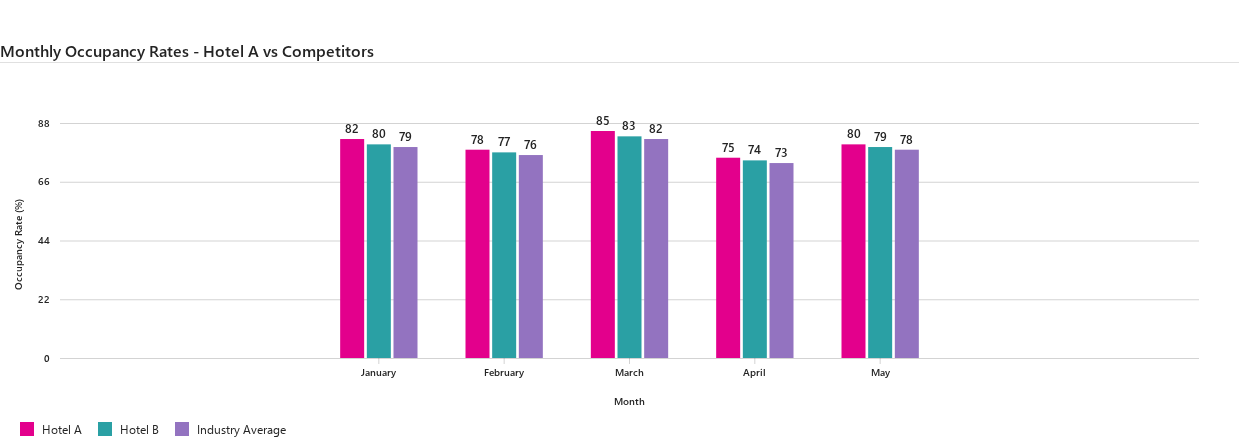 Monthly Occupancy Rates - Hotel A vs Competitors
Occupancy Rate (%)
88
66
44
22
0
82 80 79
78 77 76
85 83 82
75 74 73
80 79 78
January February March April May
Month
Hotel A Hotel B Industry Average